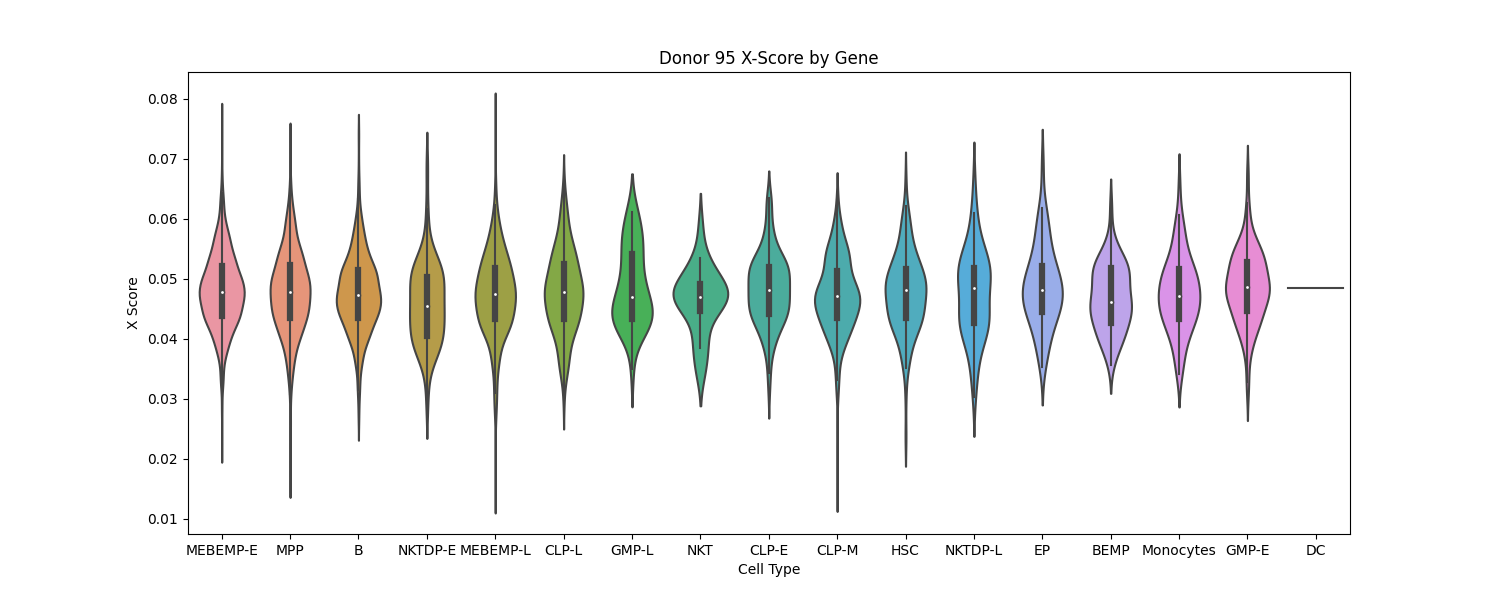 Donor 95 X-Score by Gene
X Score
0.08
0.07
0.06
0.05
0.04
0.03
0.02
0.01
MEBEMP-E MPP B NKTDP-E MEBEMP-L CLP-L GMP-L NKT CLP-E CLP-M HSC NKTDP-L EP BEMP Monocytes GMP-E DC
Cell Type